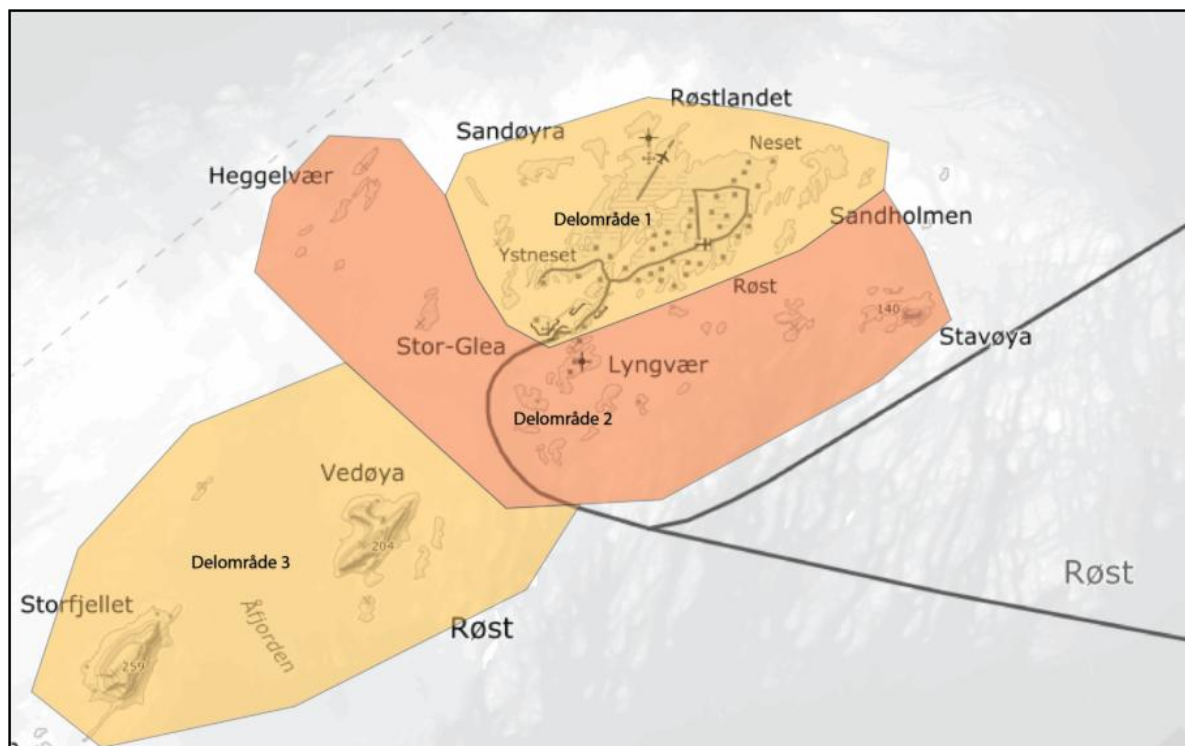 Røstlandet
Sandøyra
Neset
Heggelvær
Delområde 1
Sandholmen
Ystneset
Røst
140
Stavøya
Stor-Glea
Lyngvær
Delområde 2
Vedøya
204
Delområde 3
Røst
Storfjellet
Åfjorden
Røst
259